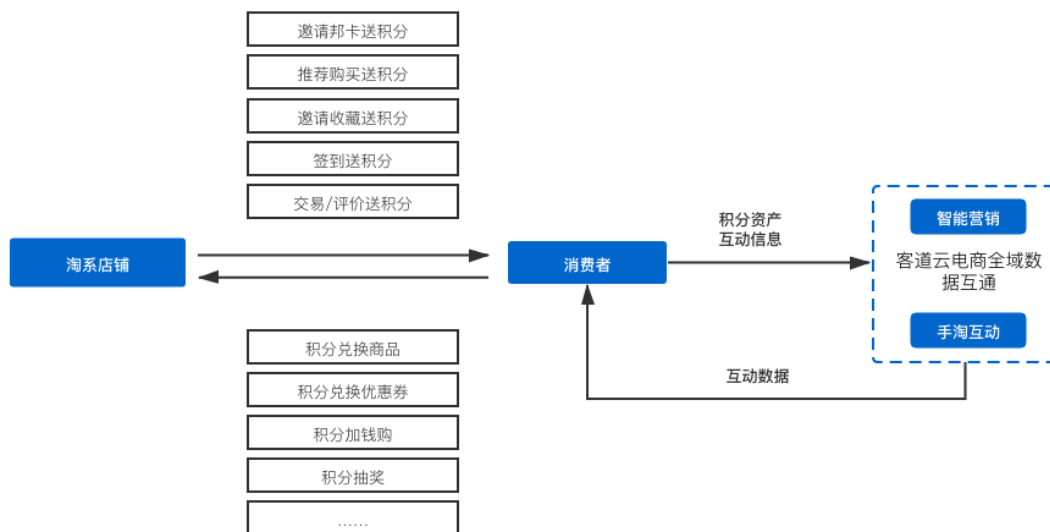 邀请邦卡送积分
推荐购买送积分
邀请收藏送积分
签到送积分
交易/评价送积分
淘系店铺
消费者
积分资产
互动信息
智能营销
客道云电商全域数
据互通
手淘互动
互动数据
积分兑换商品
积分兑换优惠券
积分加钱购
积分抽奖
……